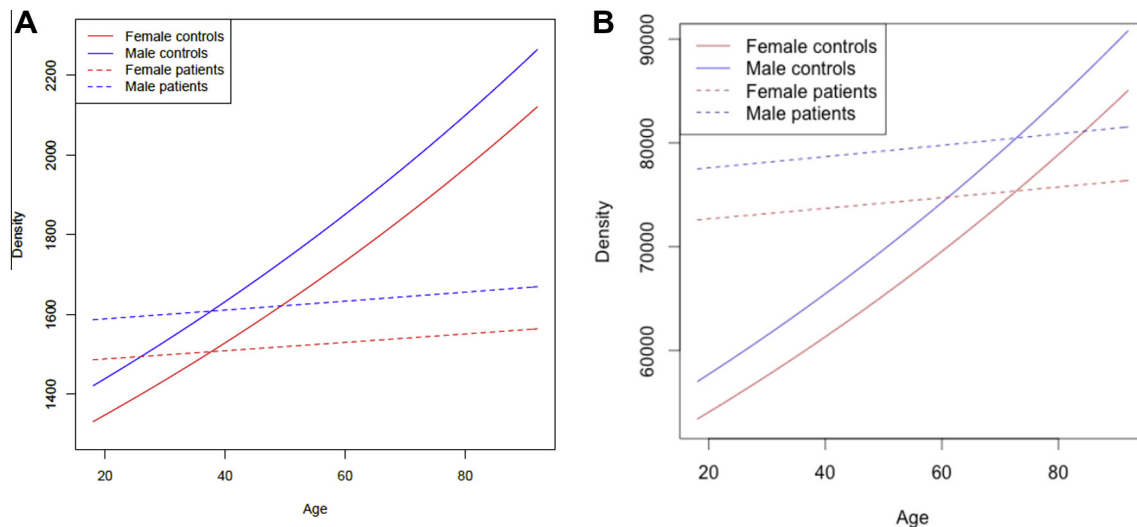 A
Female controls
Male controls
Female patients
Male patients
Density
2200
2000
1800
1600
1400
20 40 60 80
Age
B
Female controls
Male controls
Female patients
Male patients
Density
90000
80000
70000
60000
20 40 60 80
Age